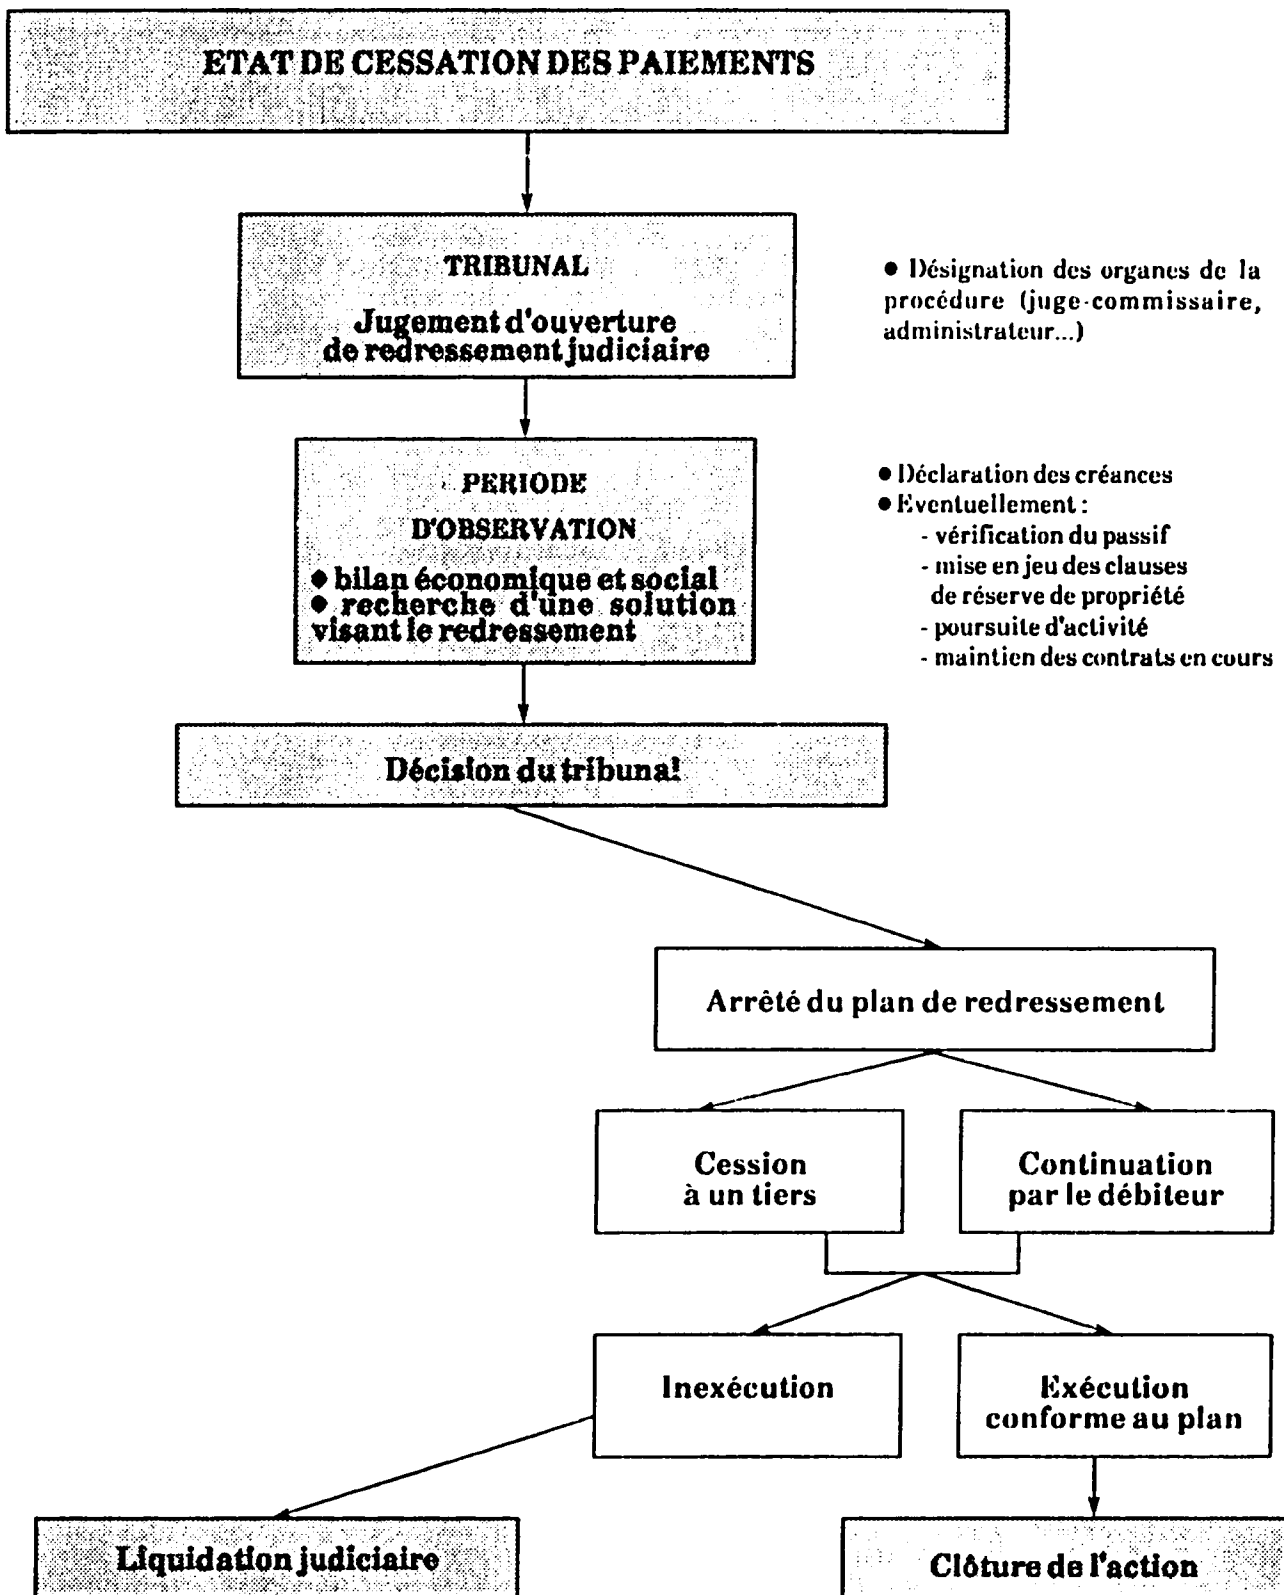 ETAT DE CESSATION DES PAIEMENTS
TRIBUNAL
Jugement d'ouverture
de redressement judiciaire
● Désignation des organes de la
procédure (juge-commissaire,
administrateur...)
PERIODE
D'OBSERVATION
● bilan économique et social
● recherche d'une solution
visant le redressement
● Déclaration des créances
● Eventuellement :
- vérification du passif
- mise en jeu des clauses
de réserve de propriété
- poursuite d'activité
- maintien des contrats en cours
Décision du tribunal
Arrêté du plan de redressement
Cession
à un tiers
Continuation
par le débiteur
Inexécution
Exécution
conforme au plan
Liquidation judiciaire
Clôture de l'action